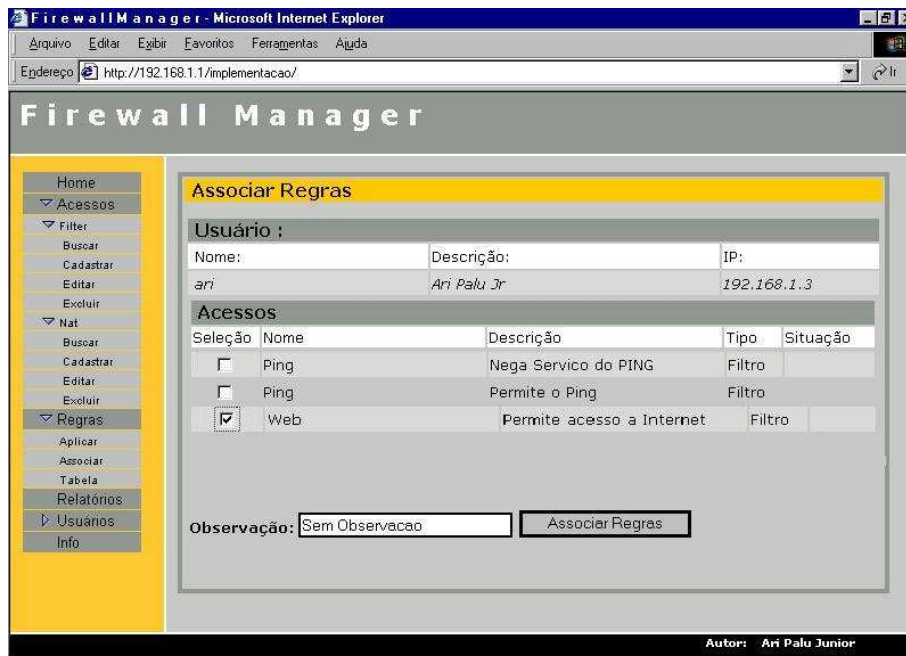 FirewallManager - Microsoft Internet Explorer
Arquivo Editar Exibir Favoritos Ferramentas Ajuda
Endereço http://192.168.1.1/implementacao/ Ir
Firewall Manager
Home
Acessos
Filter
Buscar
Cadastrar
Editar
Excluir
Nat
Buscar
Cadastrar
Editar
Excluir
Regras
Aplicar
Associar
Tabela
Relatórios
Usuários
Info
Associar Regras
Usuário :
Nome: Descrição: IP:
ari Ari Palu Jr 192.168.1.3
Acessos
Seleção Nome Descrição Tipo Situação
Ping Nega Servico do PING Filtro
Ping Permite o Ping Filtro
Web Permite acesso a Internet Filtro
Observação: Sem Observacao Associar Regras
Autor: Ari Palu Junior